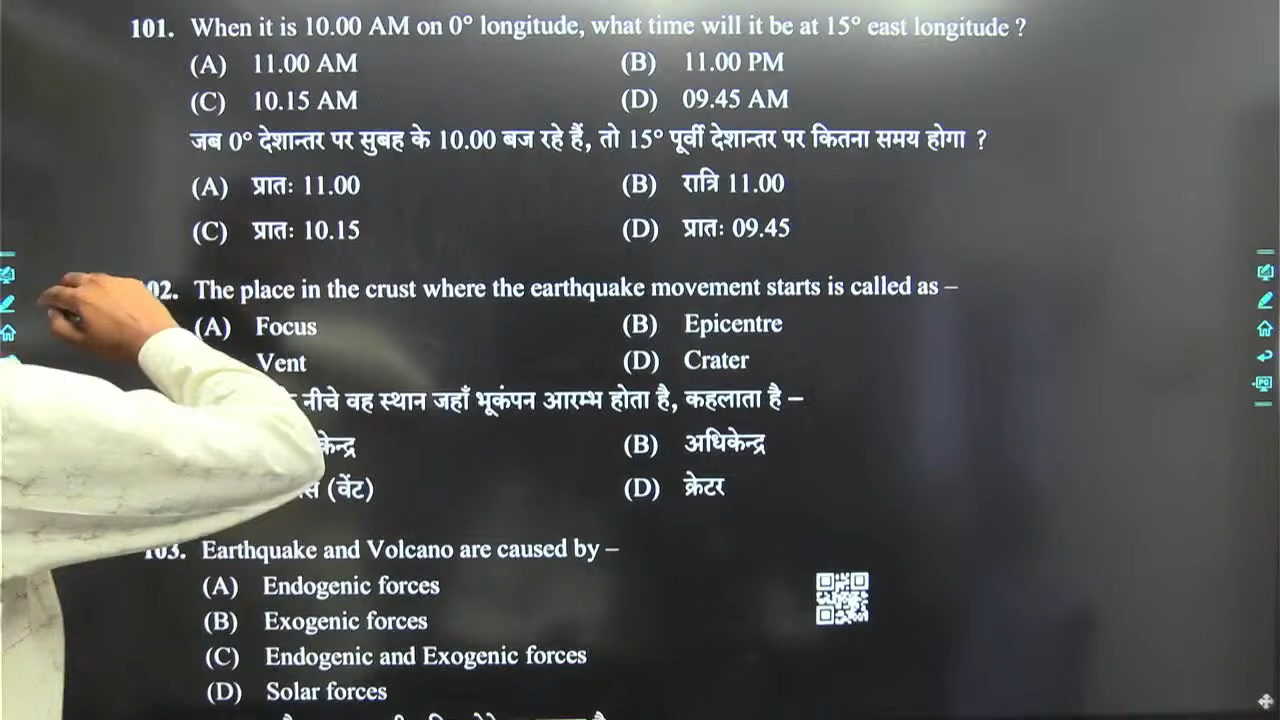 101. When it is 10.00 AM on 0° longitude, what time will it be at 15° east longitude ?
(A) 11.00 AM (B) 11.00 PM
(C) 10.15 AM (D) 09.45 AM
जब 0° देशान्तर पर सुबह के 10.00 बज रहे हैं, तो 15° पूर्वी देशान्तर पर कितना समय होगा ?
(A) प्रातः 11.00 (B) रात्रि 11.00
(C) प्रातः 10.15 (D) प्रातः 09.45
02. The place in the crust where the earthquake movement starts is called as –
(A) Focus (B) Epicentre
Vent (D) Crater
नीचे वह स्थान जहाँ भूकंपन आरम्भ होता है, कहलाता है –
केन्द्र (B) अधिकेन्द्र
(वेंट) (D) क्रेटर
103. Earthquake and Volcano are caused by –
(A) Endogenic forces
(B) Exogenic forces
(C) Endogenic and Exogenic forces
(D) Solar forces